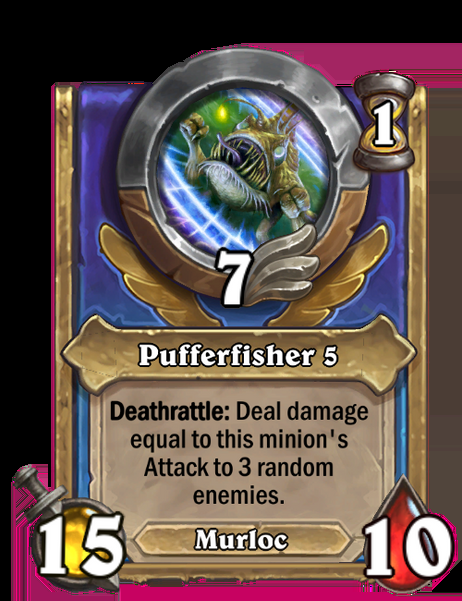 1
7
Pufferfisher 5
Deathrattle: Deal damage
equal to this minion's
Attack to 3 random
enemies.
15
Murloc
10